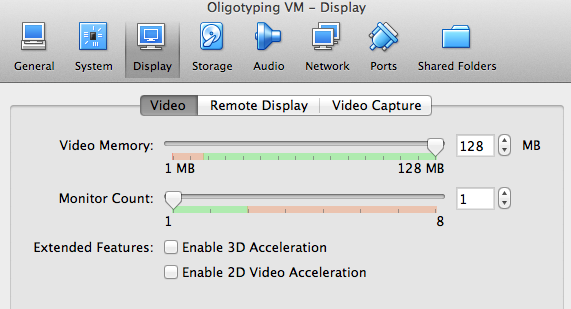 Oligotyping VM – Display
General System Display Storage Audio Network Ports Shared Folders
Video Remote Display Video Capture
Video Memory: 128 MB
1 MB 128 MB
Monitor Count: 1
1 8
Extended Features: Enable 3D Acceleration
Enable 2D Video Acceleration